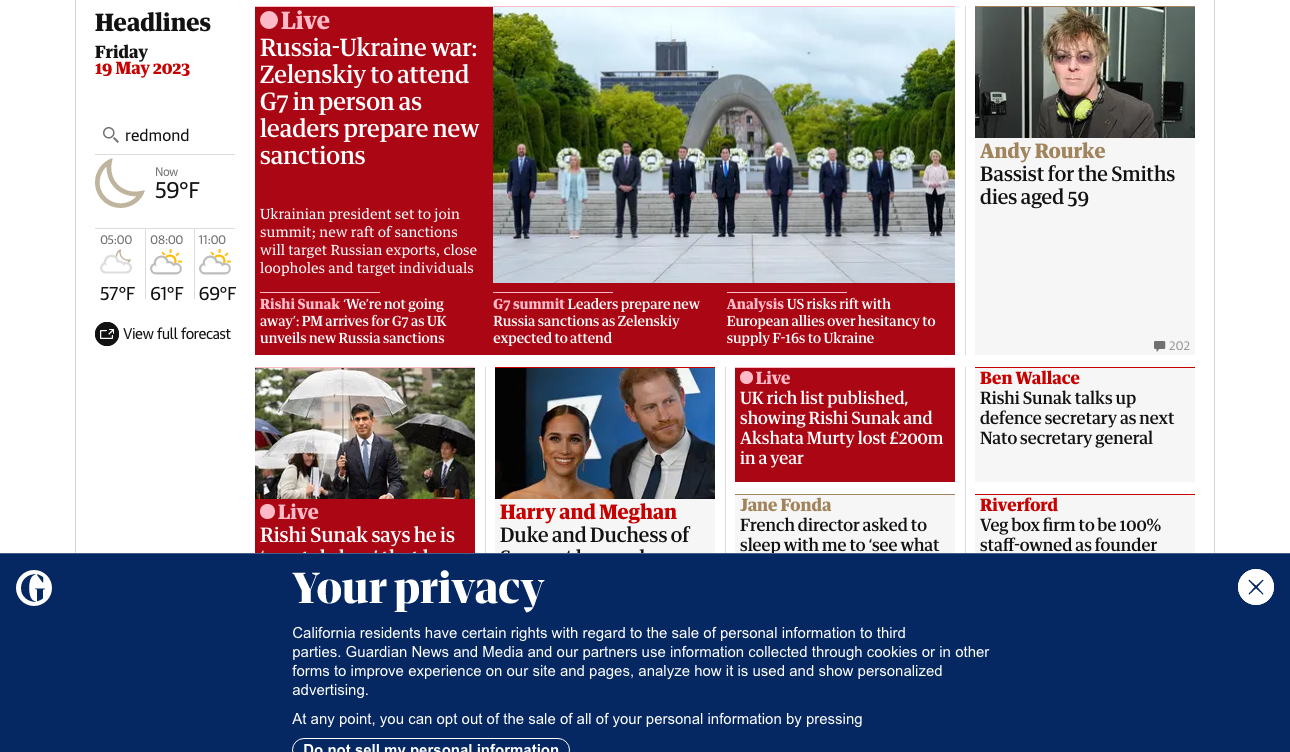 Headlines
Friday
19 May 2023
redmond
Now
59°F
05:00
08:00
11:00
57°F
61°F
69°F
View full forecast
Live
Russia-Ukraine war:
Zelenskiy to attend
G7 in person as
leaders prepare new
sanctions
Ukrainian president set to join
summit; new raft of sanctions
will target Russian exports, close
loopholes and target individuals
Rishi Sunak ‘We’re not going
away’: PM arrives for G7 as UK
unveils new Russia sanctions
G7 summit Leaders prepare new
Russia sanctions as Zelenskiy
expected to attend
Analysis US risks rift with
European allies over hesitancy to
supply F-16s to Ukraine
Andy Rourke
Bassist for the Smiths
dies aged 59
202
Live
Rishi Sunak says he is
Harry and Meghan
Duke and Duchess of
Live
UK rich list published,
showing Rishi Sunak and
Akshata Murty lost £200m
in a year
Jane Fonda
French director asked to
sleep with me to ‘see what
Ben Wallace
Rishi Sunak talks up
defence secretary as next
Nato secretary general
Riverford
Veg box firm to be 100%
staff-owned as founder
G
Your privacy
California residents have certain rights with regard to the sale of personal information to third
parties. Guardian News and Media and our partners use information collected through cookies or in other
forms to improve experience on our site and pages, analyze how it is used and show personalized
advertising.
At any point, you can opt out of the sale of all of your personal information by pressing
Do not sell my personal information